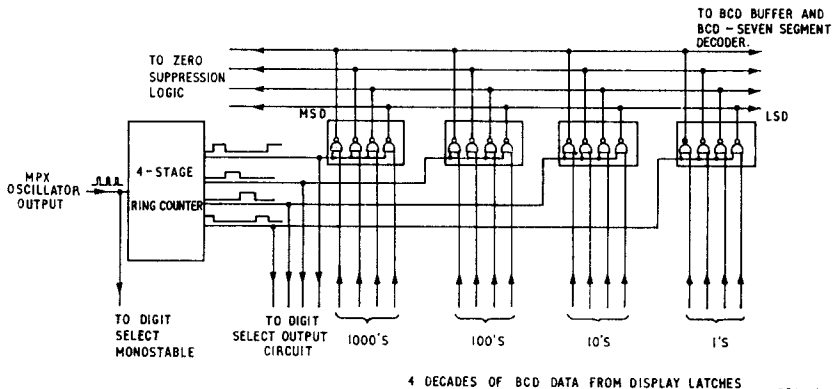 TO BCD BUFFER AND
BCD - SEVEN SEGMENT
DECODER.
TO ZERO
SUPPRESSION
LOGIC
MSD
LSD
MPX
OSCILLATOR
OUTPUT
4-STAGE
RING COUNTER
TO DIGIT
SELECT
MONOSTABLE
TO DIGIT
SELECT OUTPUT
CIRCUIT
1000'S
100'S
10'S
1'S
4 DECADES OF BCD DATA FROM DISPLAY LATCHES